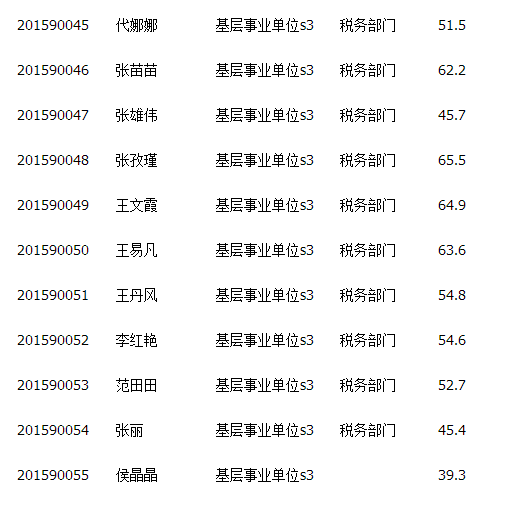 201590045 代娜娜 基层事业单位s3 税务部门 51.5
201590046 张苗苗 基层事业单位s3 税务部门 62.2
201590047 张雄伟 基层事业单位s3 税务部门 45.7
201590048 张孜瑾 基层事业单位s3 税务部门 65.5
201590049 王文霞 基层事业单位s3 税务部门 64.9
201590050 王易凡 基层事业单位s3 税务部门 63.6
201590051 王丹风 基层事业单位s3 税务部门 54.8
201590052 李红艳 基层事业单位s3 税务部门 54.6
201590053 范田田 基层事业单位s3 税务部门 52.7
201590054 张丽 基层事业单位s3 税务部门 45.4
201590055 侯晶晶 基层事业单位s3 39.3